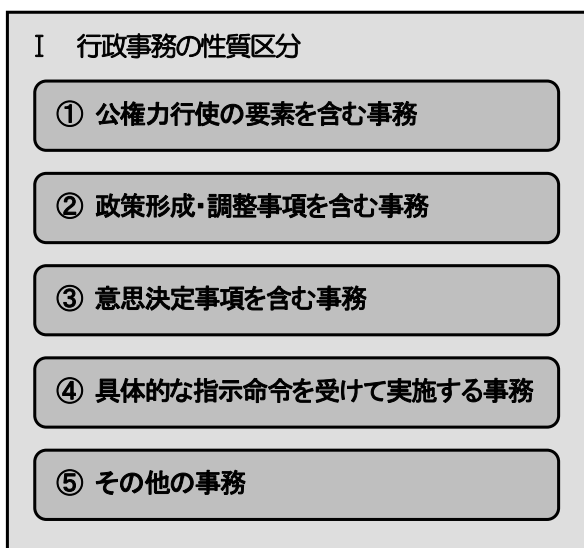 Ⅰ 行政事務の性質区分
① 公権力行使の要素を含む事務
② 政策形成・調整事項を含む事務
③ 意思決定事項を含む事務
④ 具体的な指示命令を受けて実施する事務
⑤ その他の事務